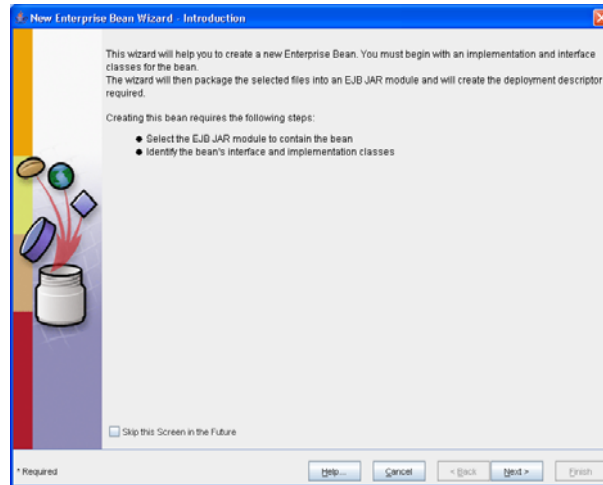 New Enterprise Bean Wizard - Introduction
This wizard will help you to create a new Enterprise Bean. You must begin with an implementation and interface
classes for the bean.
The wizard will then package the selected files into an EJB JAR module and will create the deployment descriptor
required.
Creating this bean requires the following steps:
● Select the EJB JAR module to contain the bean
● Identify the bean's interface and implementation classes
Skip this Screen in the Future
* Required
Help... Cancel < Back Next > Finish